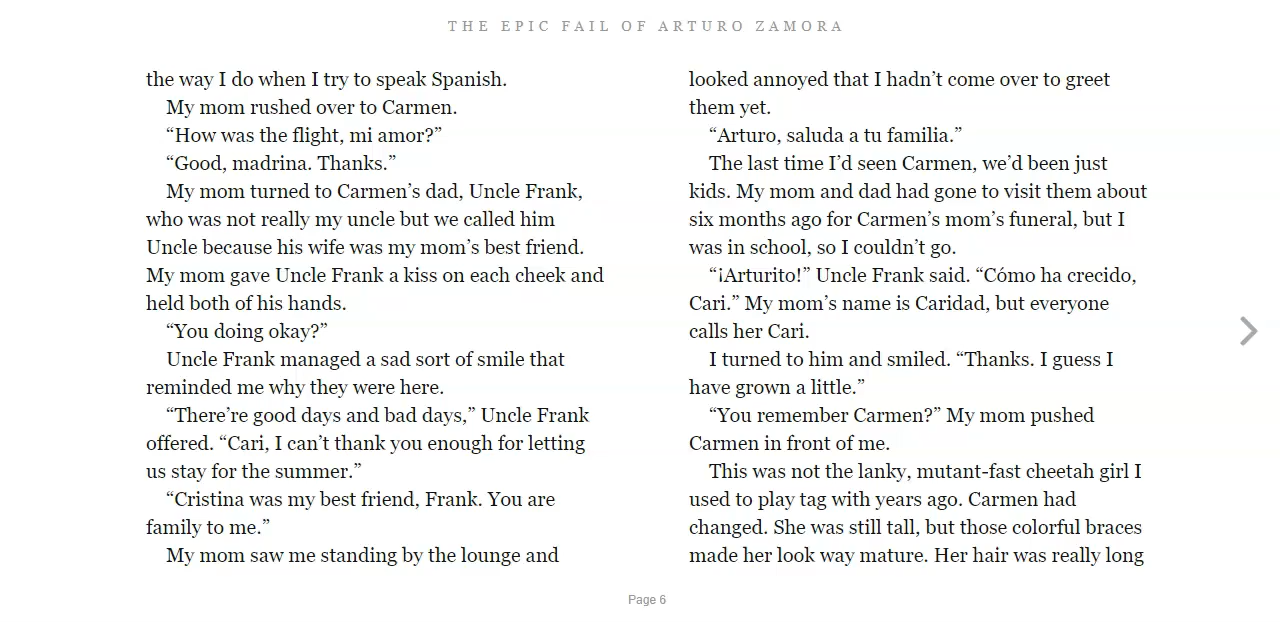 THE EPIC FAIL OF ARTURO ZAMORA
the way I do when I try to speak Spanish.
My mom rushed over to Carmen.
“How was the flight, mi amor?”
“Good, madrina. Thanks.”
My mom turned to Carmen’s dad, Uncle Frank,
who was not really my uncle but we called him
Uncle because his wife was my mom’s best friend.
My mom gave Uncle Frank a kiss on each cheek and
held both of his hands.
“You doing okay?”
Uncle Frank managed a sad sort of smile that
reminded me why they were here.
“There’re good days and bad days,” Uncle Frank
offered. “Cari, I can’t thank you enough for letting
us stay for the summer.”
“Cristina was my best friend, Frank. You are
family to me.”
My mom saw me standing by the lounge and
looked annoyed that I hadn’t come over to greet
them yet.
“Arturo, saluda a tu familia.”
The last time I’d seen Carmen, we’d been just
kids. My mom and dad had gone to visit them about
six months ago for Carmen’s mom’s funeral, but I
was in school, so I couldn’t go.
“¡Arturito!” Uncle Frank said. “Cómo ha crecido,
Cari.” My mom’s name is Caridad, but everyone
calls her Cari.
I turned to him and smiled. “Thanks. I guess I
have grown a little.”
“You remember Carmen?” My mom pushed
Carmen in front of me.
This was not the lanky, mutant-fast cheetah girl I
used to play tag with years ago. Carmen had
changed. She was still tall, but those colorful braces
made her look way mature. Her hair was really long
Page 6